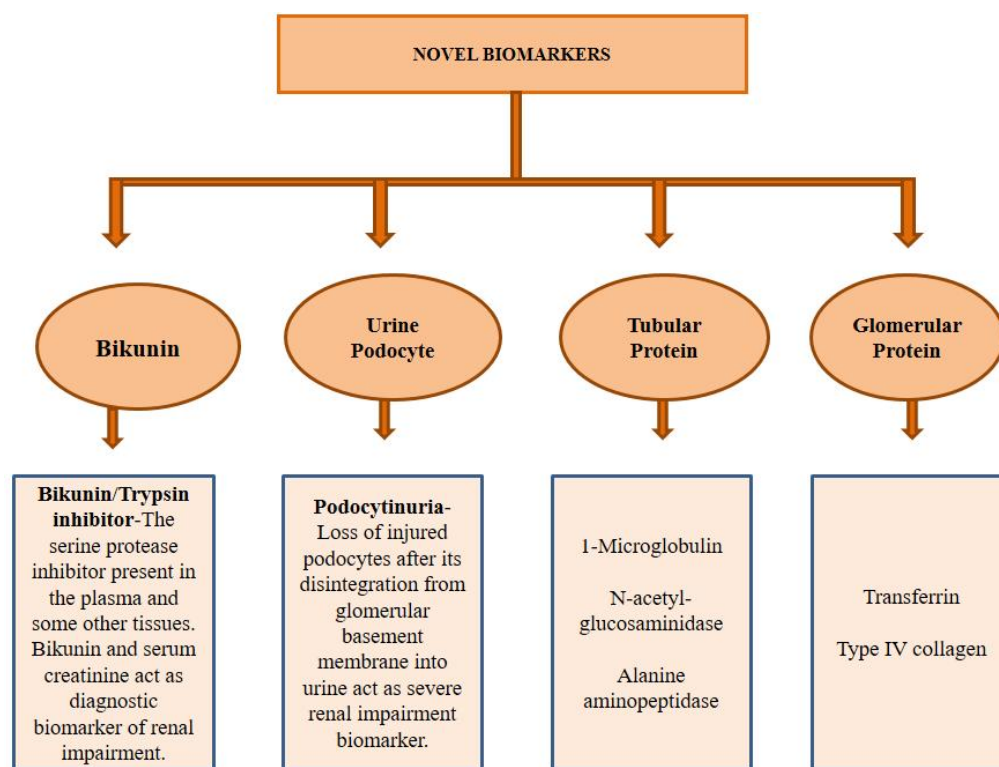 NOVEL BIOMARKERS
Bikunin
Urine
Podocyte
Tubular
Protein
Glomerular
Protein
Bikunin/Trypsin
inhibitor-The
serine protease
inhibitor present in
the plasma and
some other tissues.
Bikunin and serum
creatinine act as
diagnostic
biomarker of renal
impairment.
Podocytinuria-
Loss of injured
podocytes after its
disintegration from
glomerular
basement
membrane into
urine act as severe
renal impairment
biomarker.
1-Microglobulin
N-acetyl-
glucosaminidase
Alanine
aminopeptidase
Transferrin
Type IV collagen